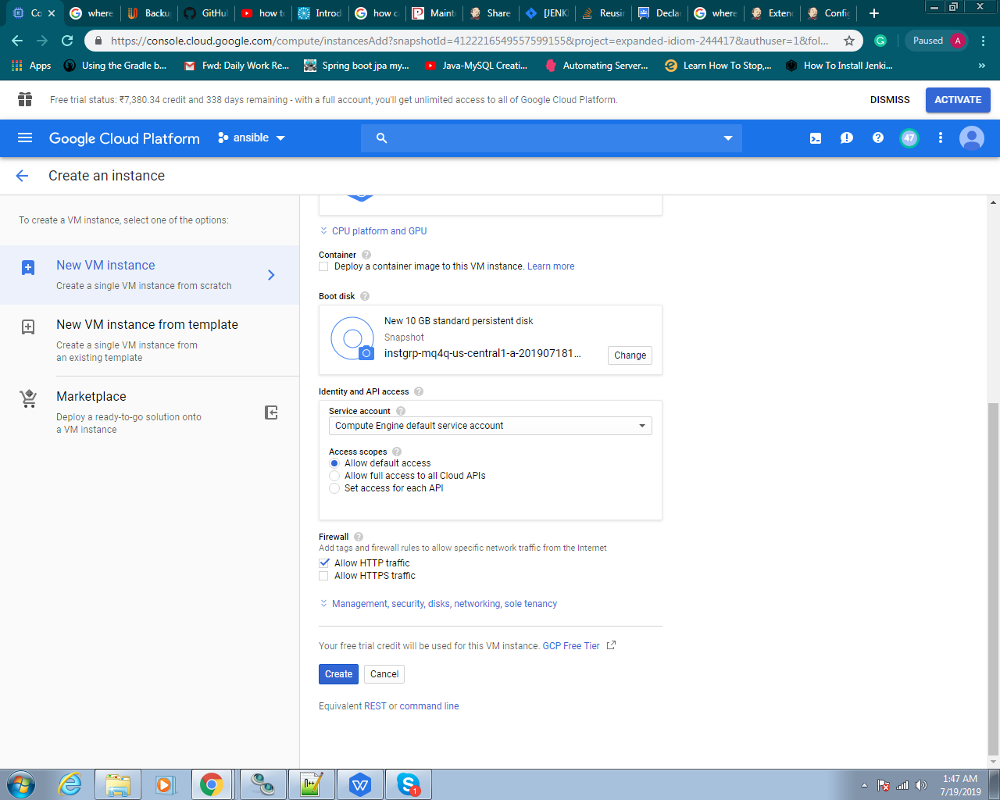 Co
where
Backu
GitHul
how to
Introd
how ca
Maint
Share
[JENK
Reusin
Declar
where
Extenc
Config
https://console.cloud.google.com/compute/instancesAdd?snapshotId=4122216549557599155&project=expanded-idiom-244417&authuser=1&fol...
Paused
A
Apps
Using the Gradle b...
Fwd: Daily Work Re...
Spring boot jpa my...
Java-MySQL Creati...
Automating Server...
Learn How To Stop,...
How To Install Jenki...
»
Free trial status: ₹7,380.34 credit and 338 days remaining - with a full account, you'll get unlimited access to all of Google Cloud Platform.
DISMISS
ACTIVATE
Google Cloud Platform
ansible
47
Create an instance
To create a VM instance, select one of the options:
New VM instance
Create a single VM instance from scratch
New VM instance from template
Create a single VM instance from
an existing template
Marketplace
Deploy a ready-to-go solution onto
a VM instance
CPU platform and GPU
Container
Deploy a container image to this VM instance. Learn more
Boot disk
New 10 GB standard persistent disk
Snapshot
instgrp-mq4q-us-central1-a-201907181...
Change
Identity and API access
Service account
Compute Engine default service account
Access scopes
Allow default access
Allow full access to all Cloud APIs
Set access for each API
Firewall
Add tags and firewall rules to allow specific network traffic from the Internet
Allow HTTP traffic
Allow HTTPS traffic
Management, security, disks, networking, sole tenancy
Your free trial credit will be used for this VM instance. GCP Free Tier
Create
Cancel
Equivalent REST or command line
1
1:47 AM
7/19/2019